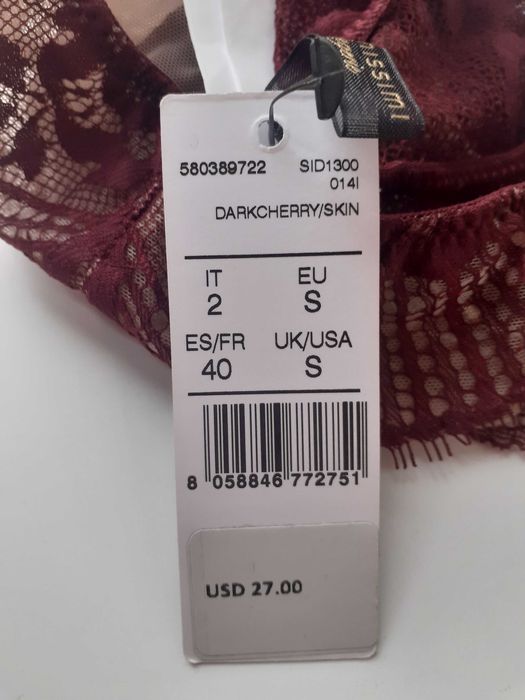 580389722 SID1300
014I
DARKCHERRY/SKIN
IT EU
2 S
ES/FR UK/USA
40 S
8 058846 772751
USD 27.00